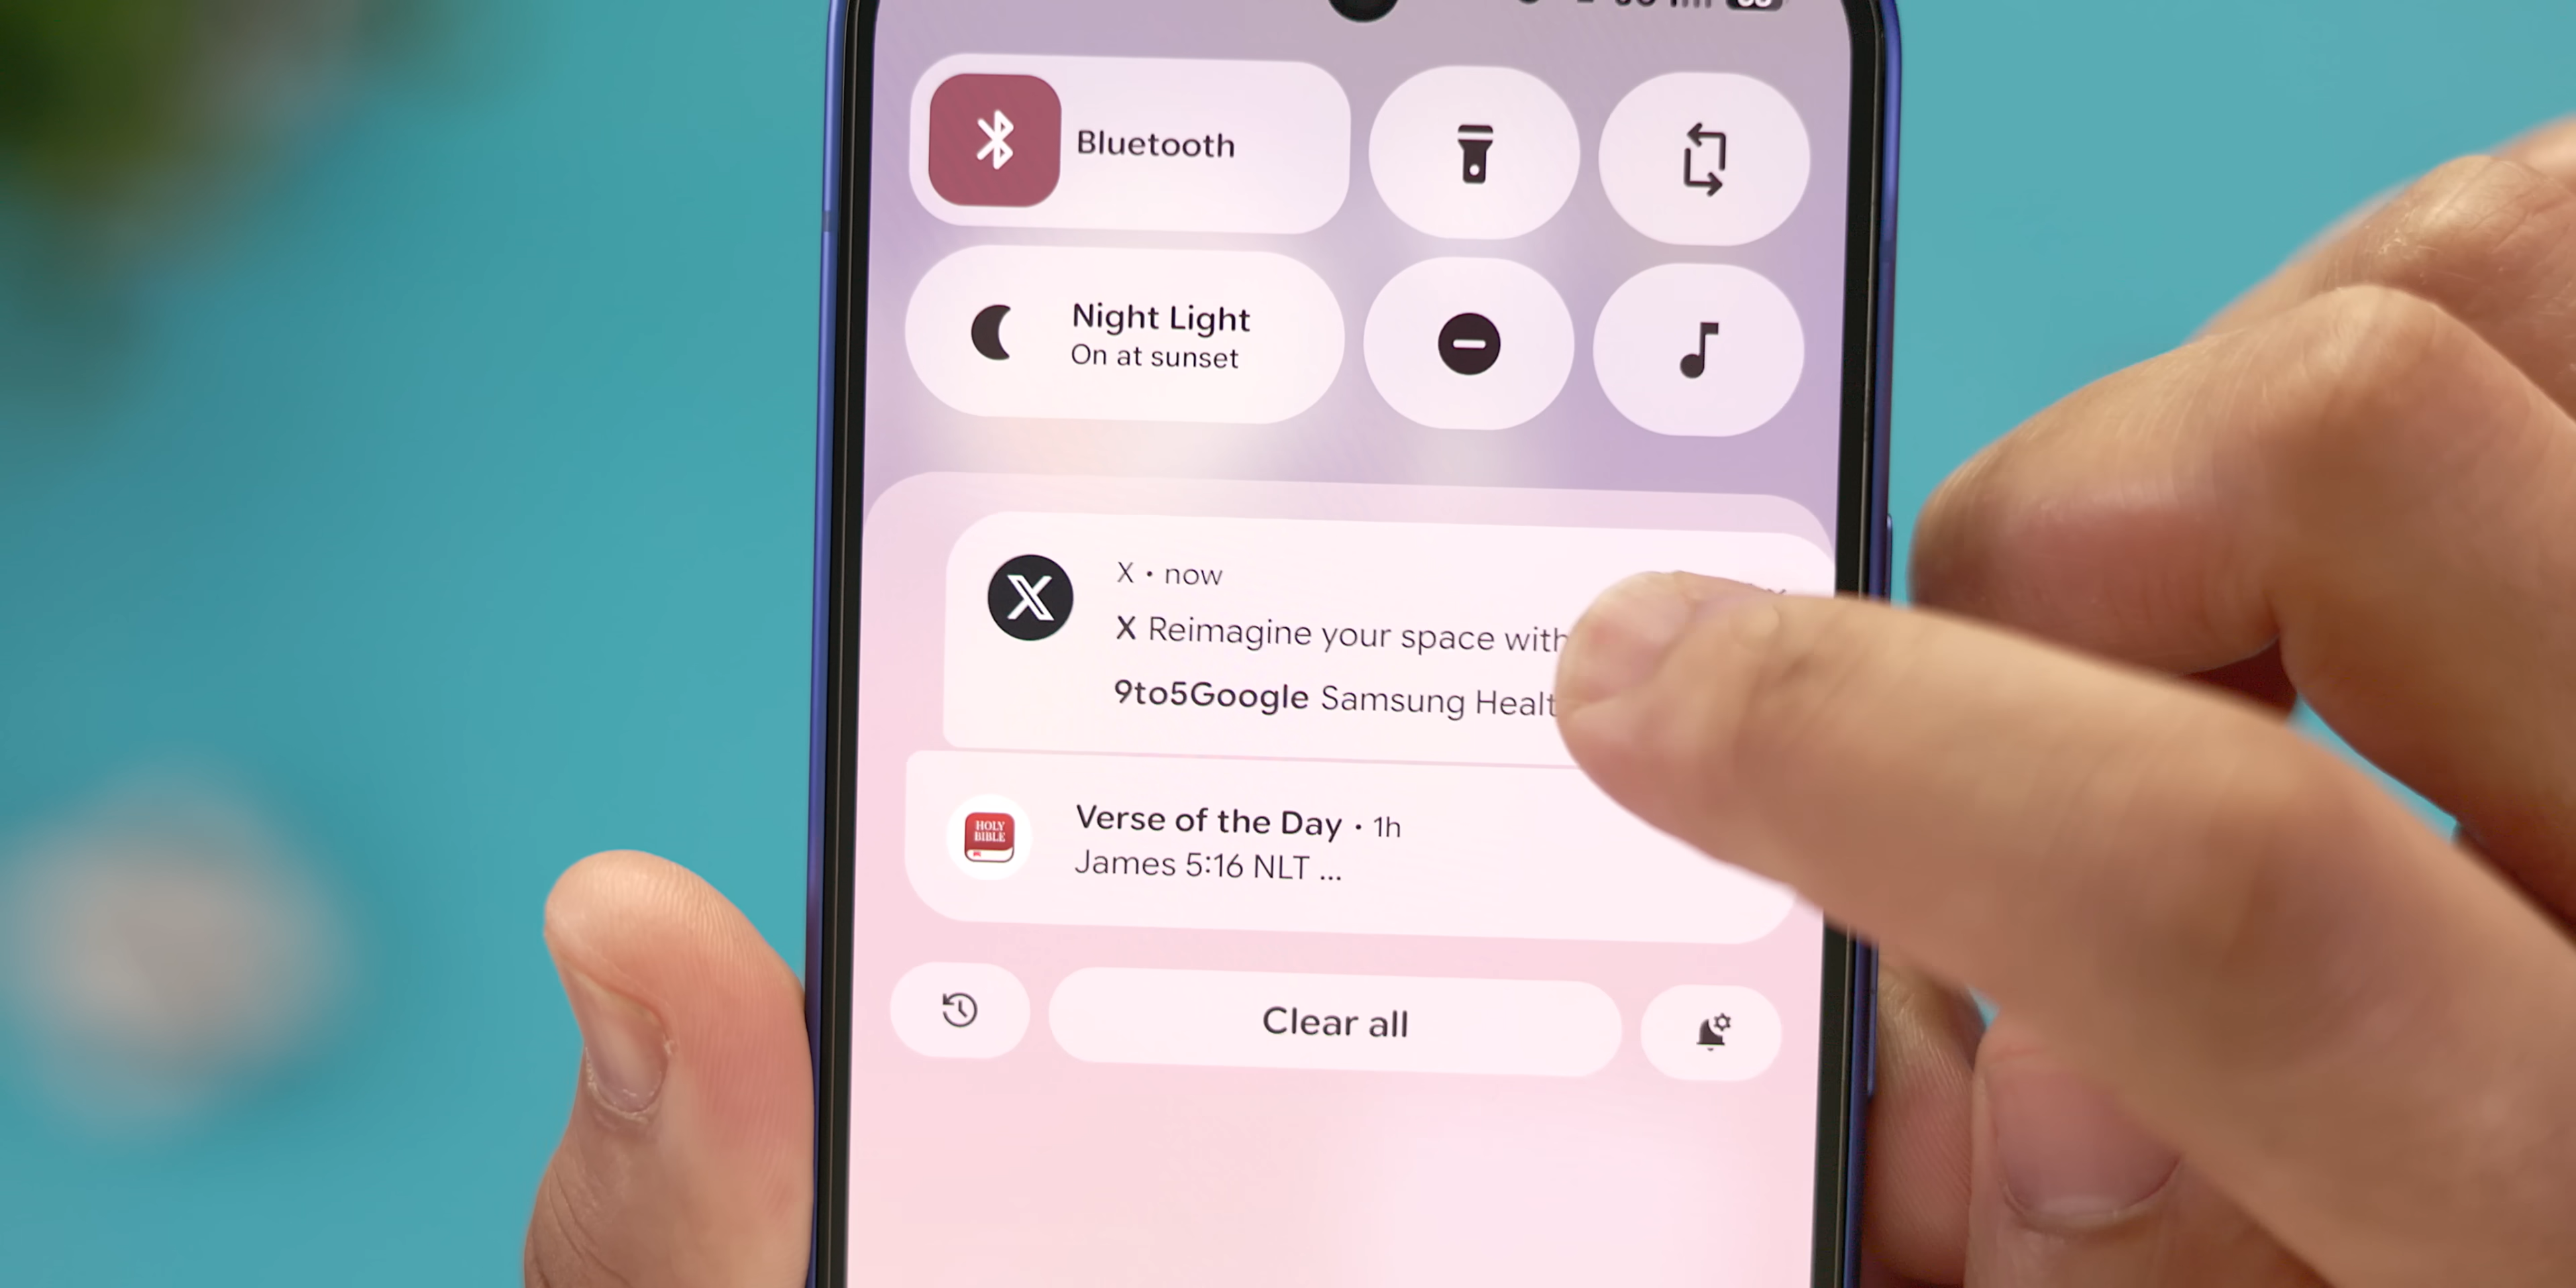 Bluetooth
Night Light
On at sunset
X • now
X Reimagine your space with
9to5Google Samsung Healt
HOLY
BIBLE
Verse of the Day • 1h
James 5:16 NLT ...
Clear all